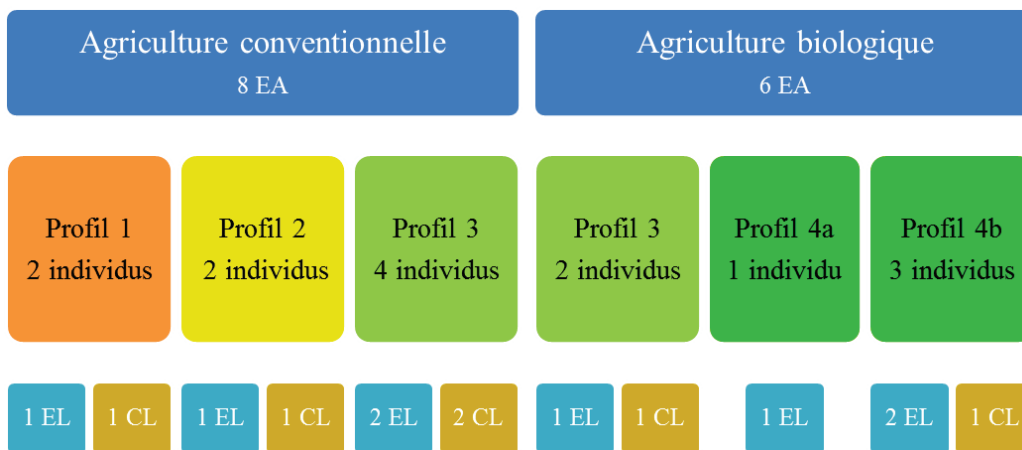 Agriculture conventionnelle
8 EA
Agriculture biologique
6 EA
Profil 1
2 individus
Profil 2
2 individus
Profil 3
4 individus
Profil 3
2 individus
Profil 4a
1 individu
Profil 4b
3 individus
1 EL
1 CL
1 EL
1 CL
2 EL
2 CL
1 EL
1 CL
1 EL
2 EL
1 CL